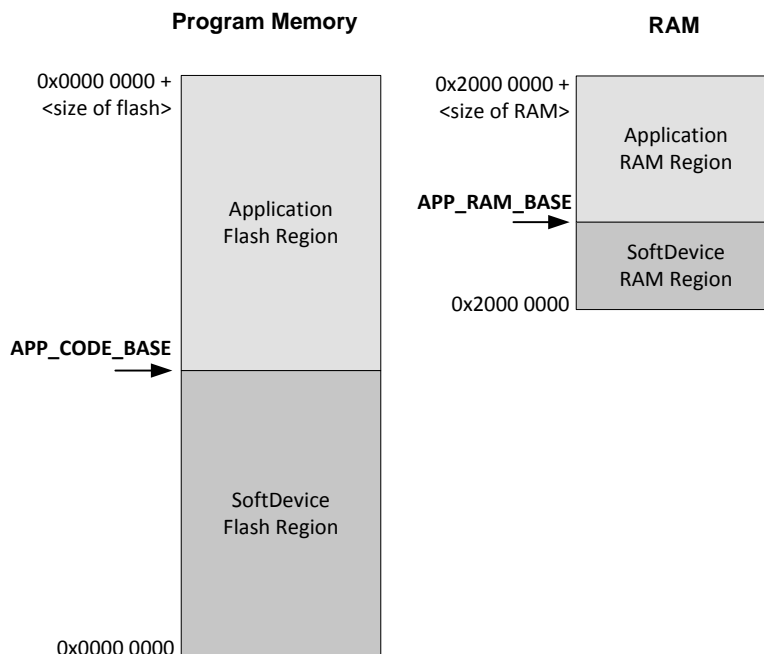 Program Memory
0x0000 0000 +
<size of flash>
Application
Flash Region
APP_CODE_BASE
SoftDevice
Flash Region
0x0000 0000
RAM
0x2000 0000 +
<size of RAM>
Application
RAM Region
APP_RAM_BASE
SoftDevice
RAM Region
0x2000 0000